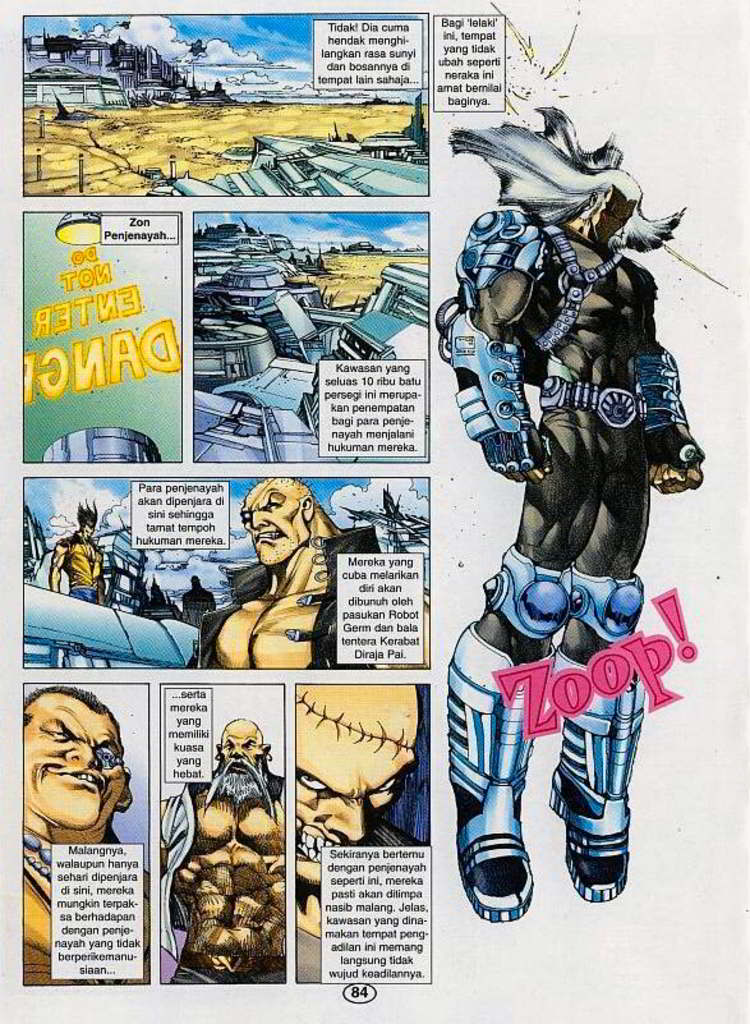 Tidak! Dia cuma
hendak menghi-
langkan rasa sunyi
dan bosannya di
tempat lain sahaja...
Bagi 'lelaki'
ini, tempat
yang tidak
ubah seperti
neraka ini
amat bernilai
baginya.
Zon
Penjenayah...
DO
NOT
ENTER
DANG
Kawasan yang
seluas 10 ribu batu
persegi ini merupa-
kan penempatan
bagi para penje-
nayah menjalani
hukuman mereka.
Para penjenayah
akan dipenjara di
sini sehingga
tamat tempoh
hukuman mereka.
Mereka yang
cuba melarikan
diri akan
dibunuh oleh
pasukan Robot
Germ dan bala
tentera Kerabat
Diraja Pai.
Zoop!
Malangnya,
walaupun hanya
sehari dipenjara
di sini, mereka
mungkin terpak-
sa berhadapan
dengan penje-
nayah yang tidak
berperikemanu-
siaan...
...serta
mereka
yang
memiliki
kuasa
yang
hebat.
Sekiranya bertemu
dengan penjenayah
seperti ini, mereka
pasti akan ditimpa
nasib malang. Jelas,
kawasan yang dina-
makan tempat peng-
adilan ini memang
langsung tidak
wujud keadilannya.
84